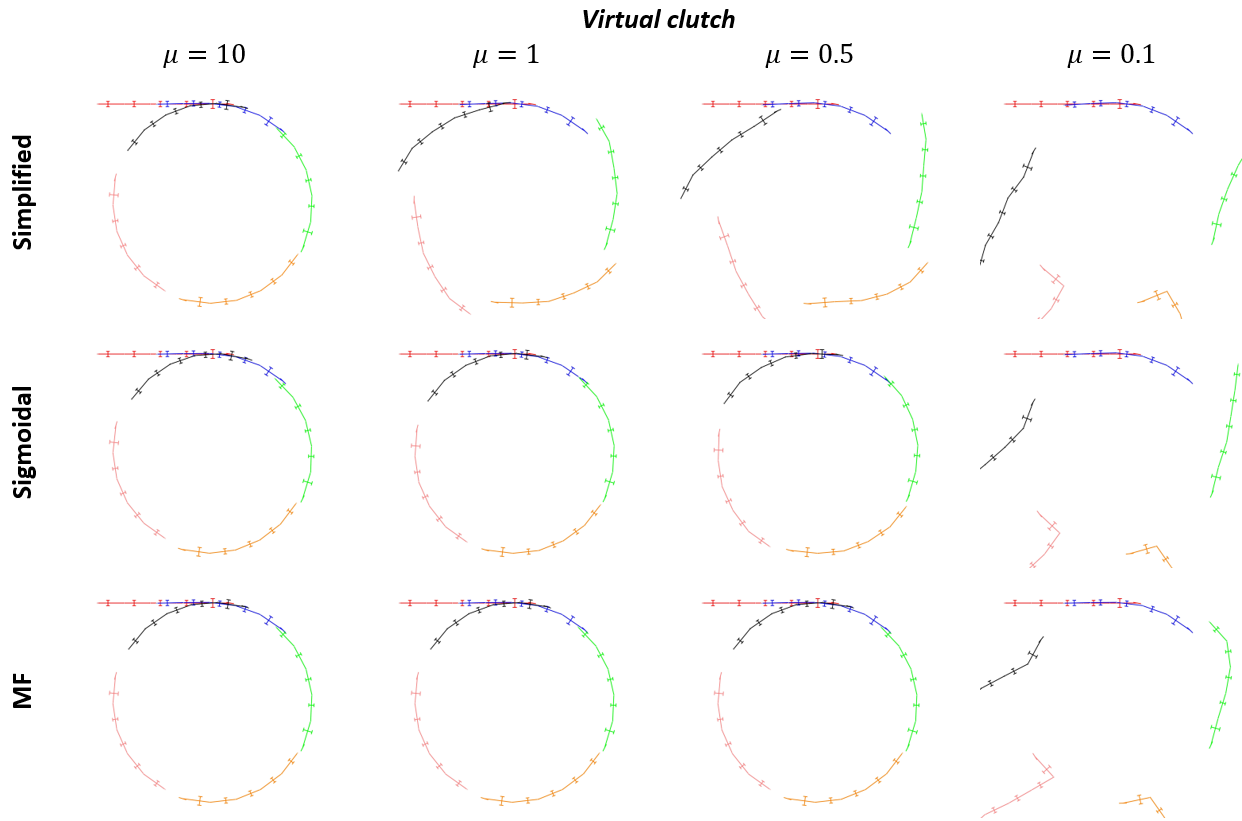 Virtual clutch
μ = 10
μ = 1
μ = 0.5
μ = 0.1
Simplified
Sigmoidal
MF